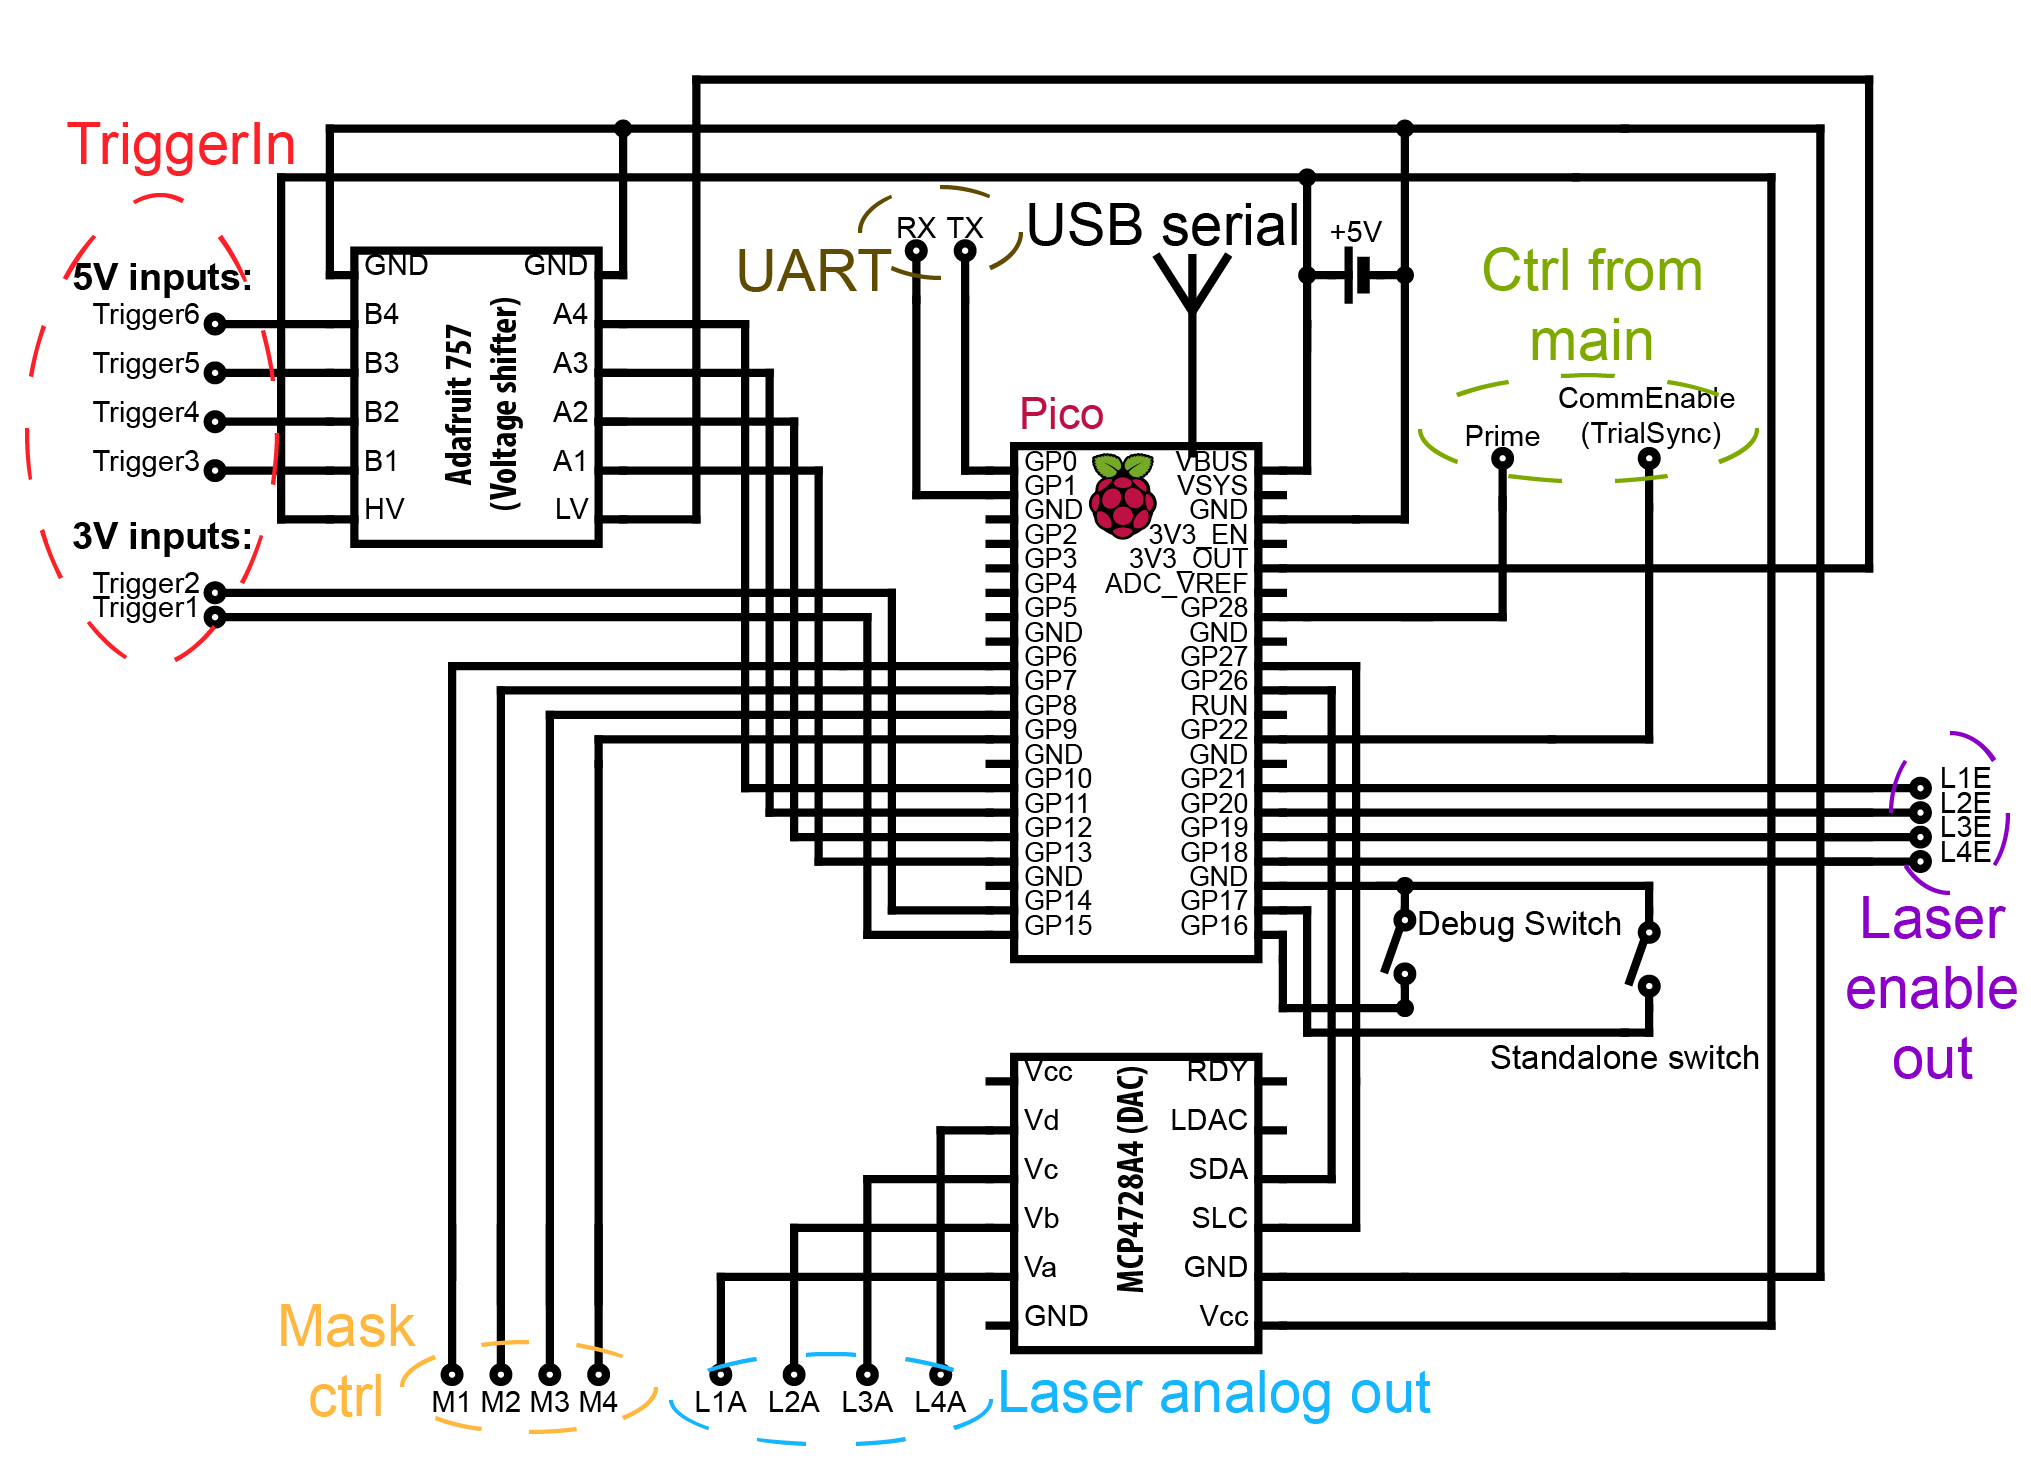 TriggerIn
5V inputs:
Trigger6
Trigger5
Trigger4
Trigger3
3V inputs:
Trigger2
Trigger1
GND
B4
B3
B2
B1
HV
Adafruit 757
(Voltage shifter)
GND
A4
A3
A2
A1
LV
UART
RX TX
USB serial
+5V
Ctrl from
main
Prime
CommEnable
(TrialSync)
Pico
GP0
GP1
GND
GP2
GP3
GP4
GP5
GND
GP6
GP7
GP8
GP9
GND
GP10
GP11
GP12
GP13
GND
GP14
GP15
VBUS
VSYS
GND
3V3_EN
3V3_OUT
ADC_VREF
GP28
GND
GP27
GP26
RUN
GP22
GND
GP21
GP20
GP19
GP18
GND
GP17
GP16
L1E
L2E
L3E
L4E
Laser
enable
out
Debug Switch
Standalone switch
Vcc
Vd
Vc
Vb
Va
GND
MCP4728A4 (DAC)
RDY
LDAC
SDA
SLC
GND
Vcc
Mask
ctrl
M1 M2 M3 M4
L1A L2A L3A L4A
Laser analog out